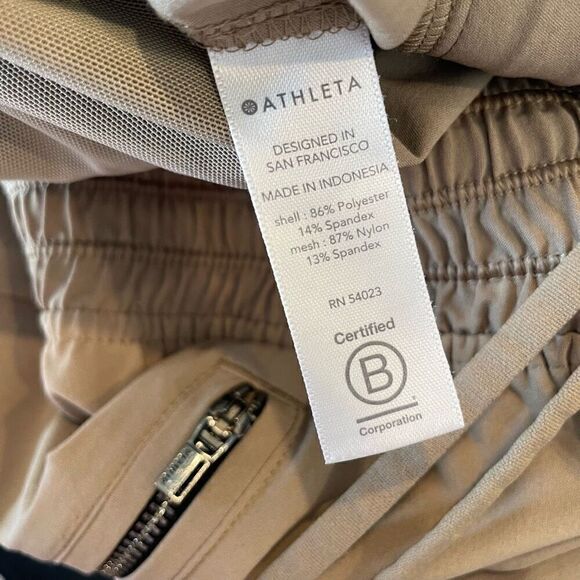 ATHLETA
DESIGNED IN
SAN FRANCISCO
MADE IN INDONESIA
shell : 86% Polyester
14% Spandex
mesh : 87% Nylon
13% Spandex
RN 54023
Certified
B
Corporation